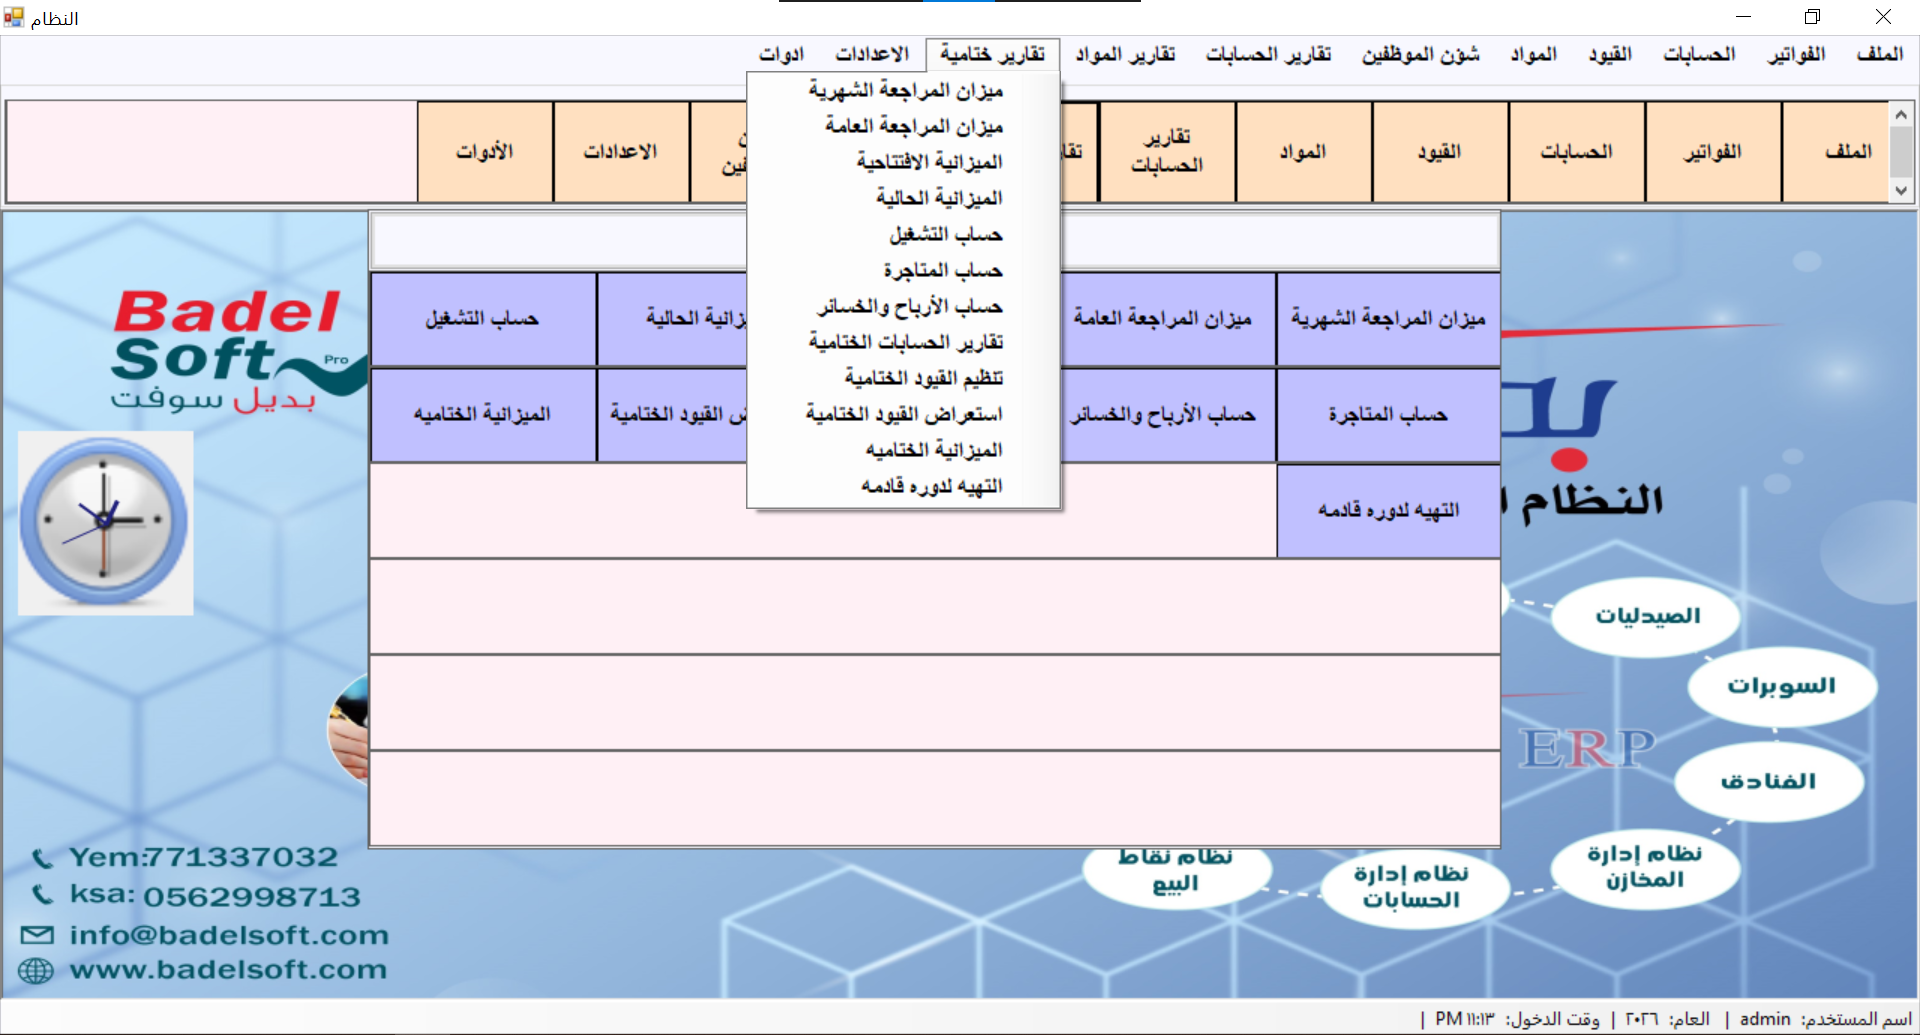 النظام
الملف الفواتير الحسابات القيود المواد شؤن الموظفين تقارير الحسابات تقارير المواد تقارير ختامية الاعدادات ادوات
ميزان المراجعة الشهرية
ميزان المراجعة العامة
الميزانية الافتتاحية
الميزانية الحالية
حساب التشغيل
حساب المتاجرة
حساب الأرباح والخسائر
تقارير الحسابات الختامية
تنظيم القيود الختامية
استعراض القيود الختامية
الميزانية الختاميه
التهيه لدوره قادمه
الملف الفواتير الحسابات القيود المواد تقارير الحسابات الاعدادات الأدوات
ميزان المراجعة الشهرية ميزان المراجعة العامة الحالية حساب التشغيل
حساب المتاجرة حساب الأرباح والخسائر القيود الختامية الميزانية الختاميه
التهيه لدوره قادمه
Badel
Soft Pro
بديل سوفت
النظام
الصيدليات
السوبرات
ERP
الفنادق
نظام إدارة
المخازن
نظام إدارة
الحسابات
نظام نقاط
البيع
Yem:771337032
ksa: 0562998713
info@badelsoft.com
www.badelsoft.com
اسم المستخدم: admin | العام: ٢٠٢٦ | وقت الدخول: ١١:١٣ PM |